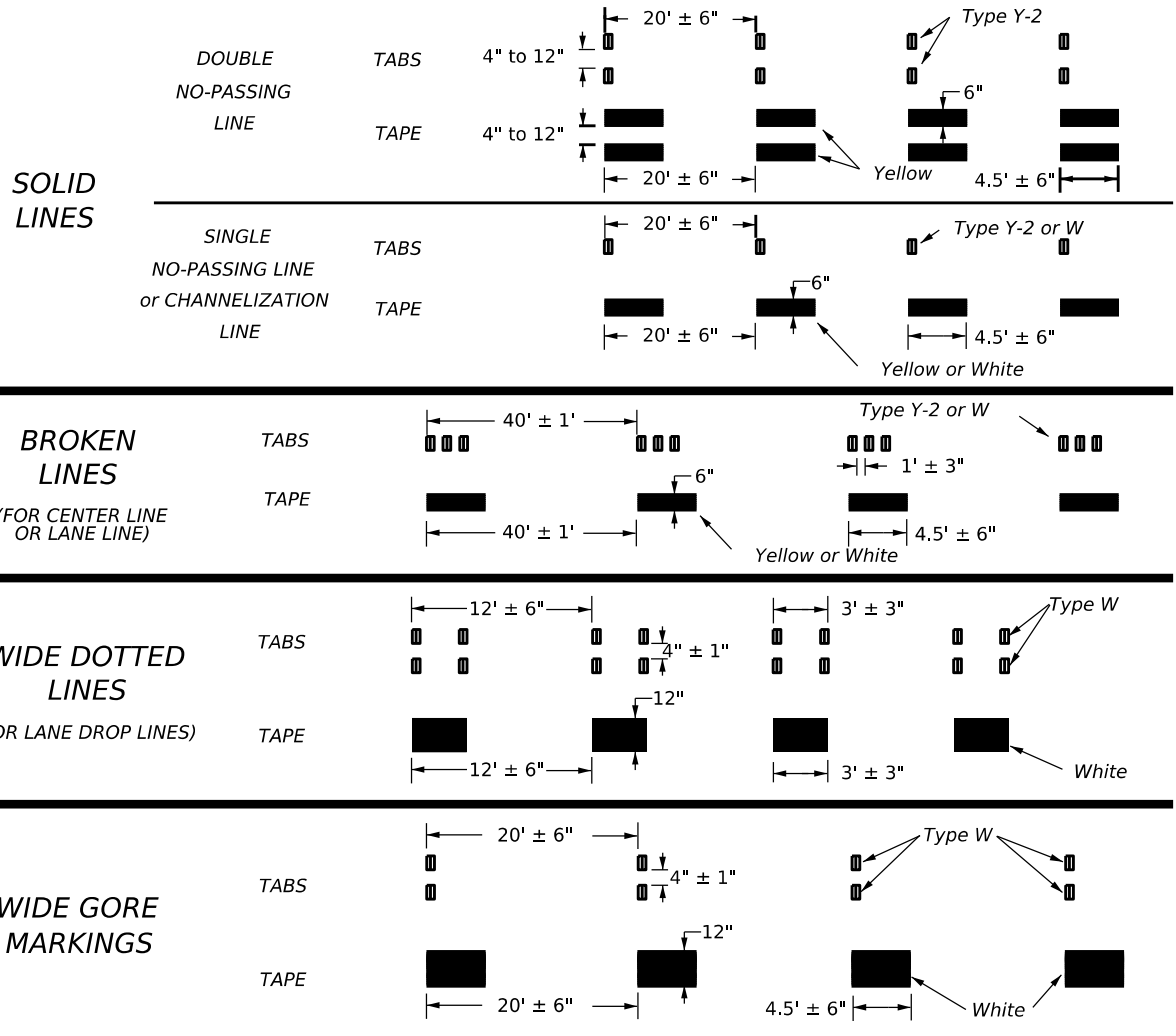 SOLID
LINES
DOUBLE
NO-PASSING
LINE
TABS
20' ± 6"
4" to 12"
Type Y-2
TAPE
4" to 12"
6"
Yellow
20' ± 6"
4.5' ± 6"
SINGLE
NO-PASSING LINE
or CHANNELIZATION
LINE
TABS
20' ± 6"
Type Y-2 or W
TAPE
6"
20' ± 6"
4.5' ± 6"
Yellow or White
BROKEN
LINES
(FOR CENTER LINE
OR LANE LINE)
TABS
40' ± 1'
Type Y-2 or W
1' ± 3"
TAPE
6"
40' ± 1'
4.5' ± 6"
Yellow or White
WIDE DOTTED
LINES
OR LANE DROP LINES)
TABS
12' ± 6"
3' ± 3"
Type W
4" ± 1"
TAPE
12"
12' ± 6"
3' ± 3"
White
WIDE GORE
MARKINGS
TABS
20' ± 6"
Type W
4" ± 1"
TAPE
12"
20' ± 6"
4.5' ± 6"
White